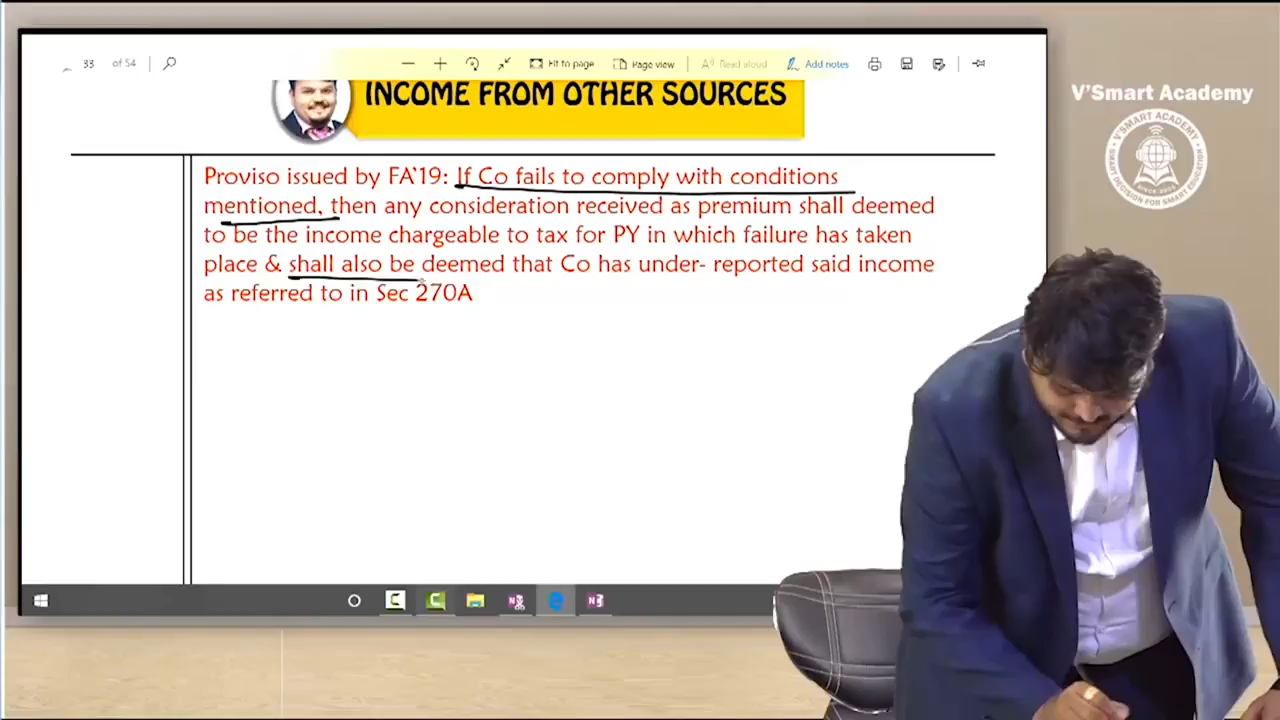 33 of 54
Fit to page
Page view
Read aloud
Add notes
INCOME FROM OTHER SOURCES
V'Smart Academy
Proviso issued by FA'19: If Co fails to comply with conditions
mentioned, then any consideration received as premium shall deemed
to be the income chargeable to tax for PY in which failure has taken
place & shall also be deemed that Co has under- reported said income
as referred to in Sec 270A